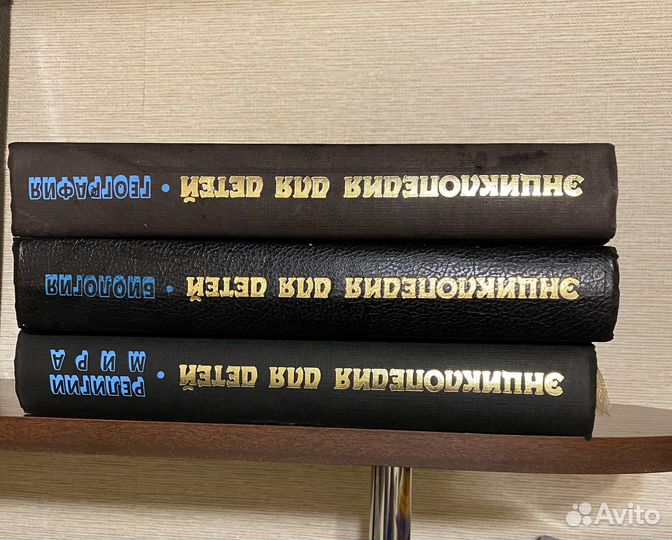 ЭНЦИКЛОПЕДИЯ ДЛЯ ДЕТЕЙ • ГЕОГРАФИЯ
ЭНЦИКЛОПЕДИЯ ДЛЯ ДЕТЕЙ • БИОЛОГИЯ
ЭНЦИКЛОПЕДИЯ ДЛЯ ДЕТЕЙ • РЕЛИГИИ
МИРА
Avito